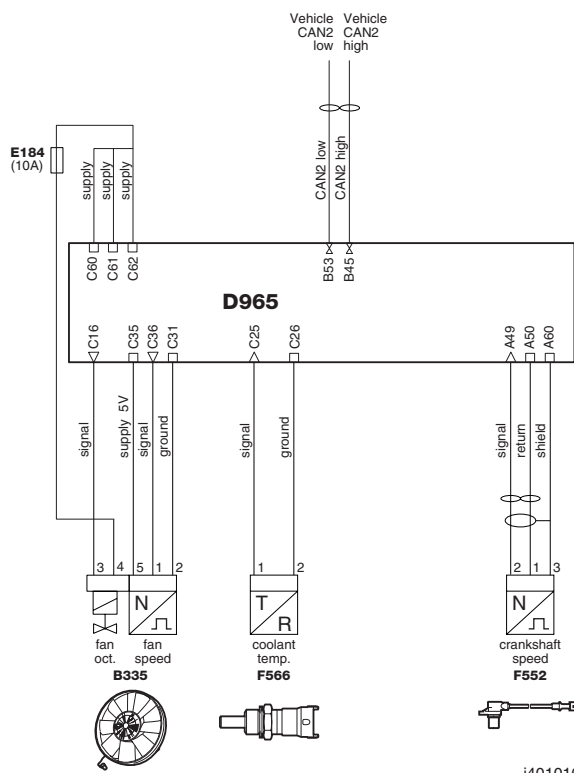 Vehicle Vehicle
CAN2 CAN2
low high
E184
(10A)
supply
supply
supply
CAN2 low
CAN2 high
C60
C61
C62
B53
B45
D965
C16
C35
C36
C31
C25
C26
A49
A50
A60
signal
supply 5V
signal
ground
signal
ground
signal
return
shield
3 4 5 1 2
1 2
2 1 3
N
T
R
N
fan
oct.
fan
speed
B335
coolant
temp.
F566
crankshaft
speed
F552